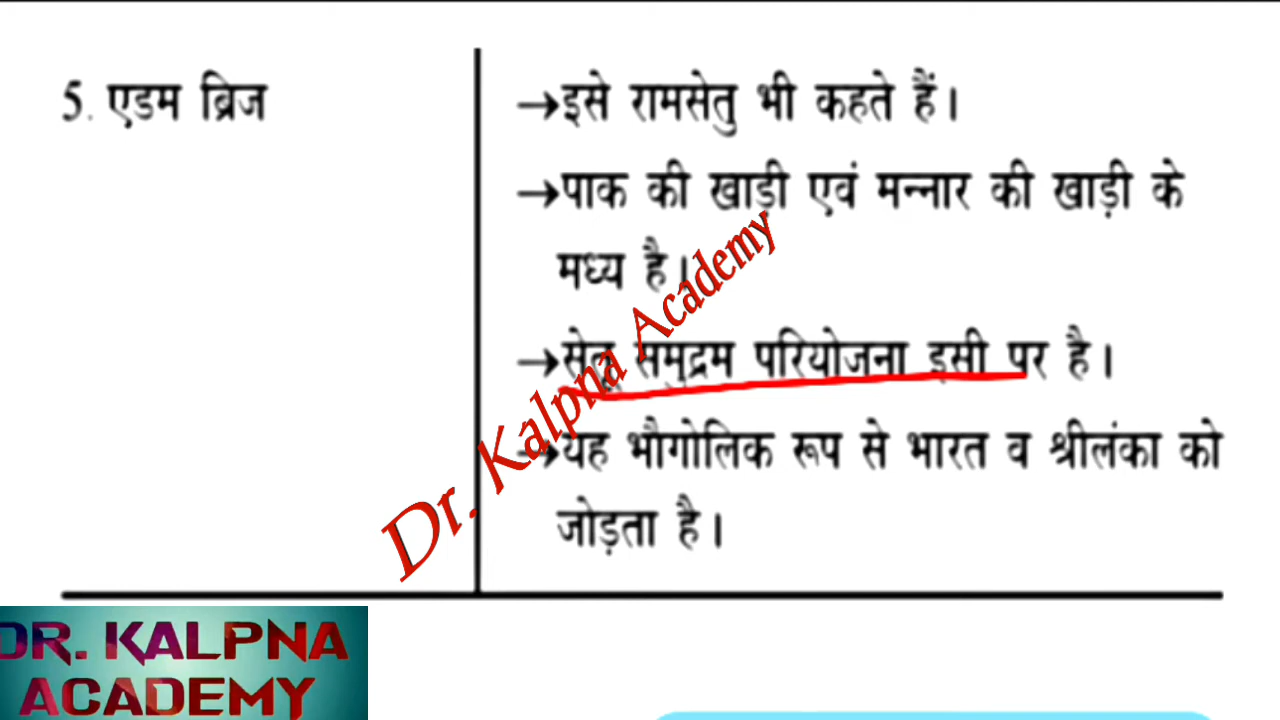 5. एडम ब्रिज
→इसे रामसेतु भी कहते हैं।
→पाक की खाड़ी एवं मन्नार की खाड़ी के
मध्य है।
→सेतु समुद्रम परियोजना इसी पर है।
→यह भौगोलिक रूप से भारत व श्रीलंका को
जोड़ता है।
Dr. Kalpna Academy
DR. KALPNA
ACADEMY